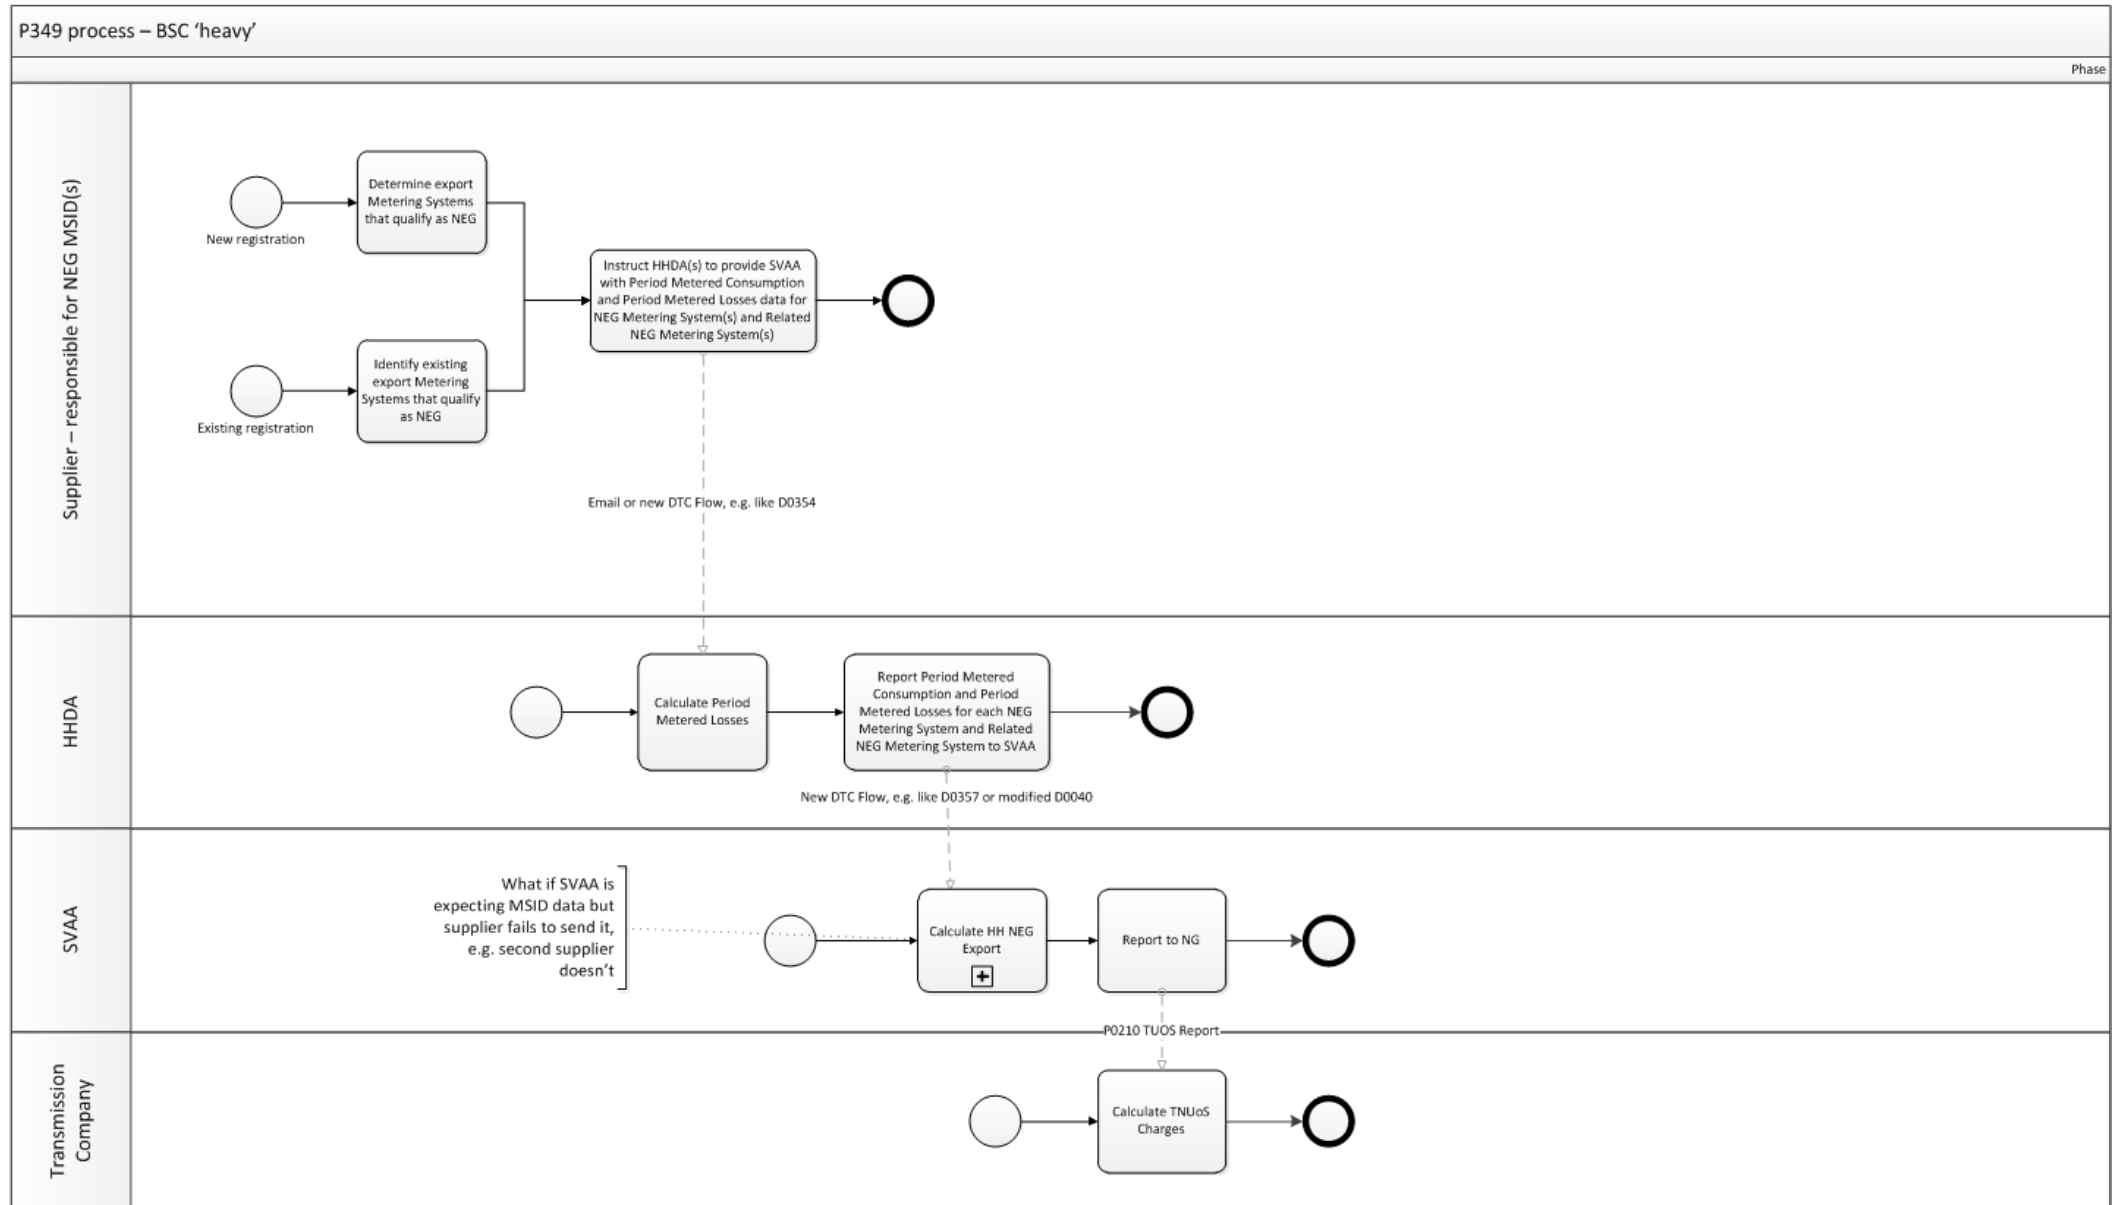 P349 process – BSC ‘heavy’
Phase
Supplier – responsible for NEG MSID(s)
New registration
Determine export
Metering Systems
that qualify as NEG
Existing registration
Identify existing
export Metering
Systems that qualify
as NEG
Instruct HHDA(s) to provide SVAA
with Period Metered Consumption
and Period Metered Losses data for
NEG Metering System(s) and Related
NEG Metering System(s)
Email or new DTC Flow, e.g. like D0354
HHDA
Calculate Period
Metered Losses
Report Period Metered
Consumption and Period
Metered Losses for each NEG
Metering System and Related
NEG Metering System to SVAA
New DTC Flow, e.g. like D0357 or modified D0040
SVAA
What if SVAA is
expecting MSID data but
supplier fails to send it,
e.g. second supplier
doesn’t
Calculate HH NEG
Export
Report to NG
P0210 TUOS Report
Transmission
Company
Calculate TNUoS
Charges